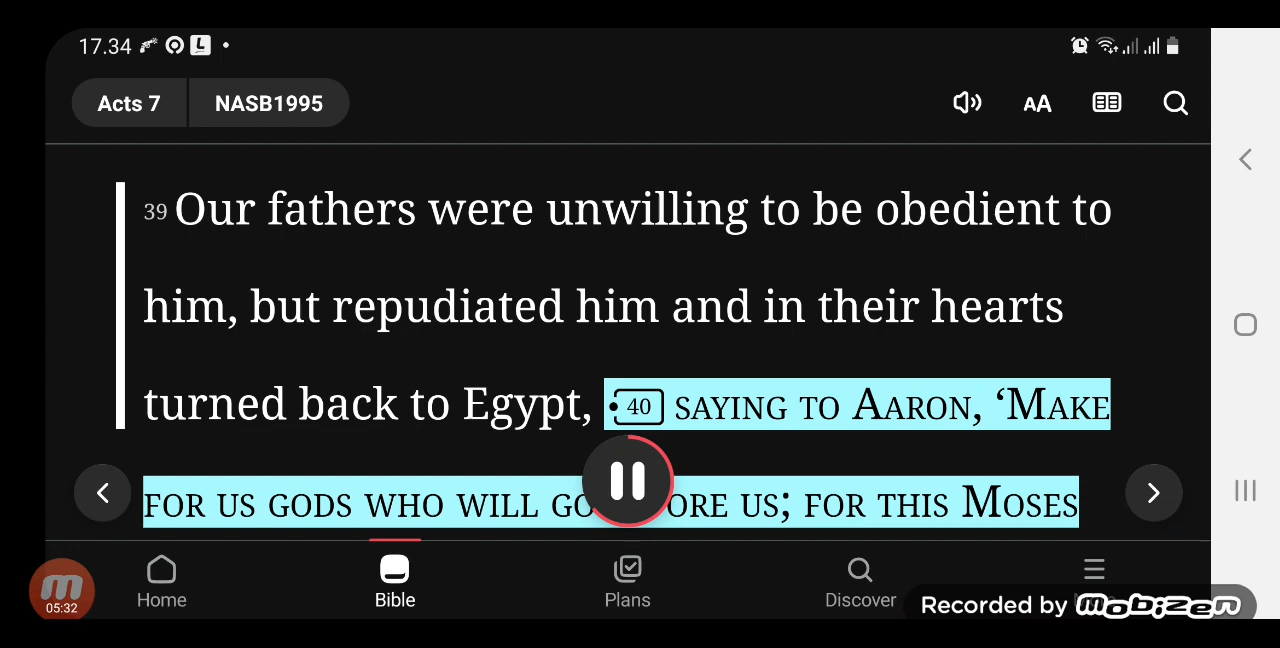 17.34 L
Acts 7 NASB1995 AA
39 Our fathers were unwilling to be obedient to
him, but repudiated him and in their hearts
turned back to Egypt, 40 SAYING TO AARON, ‘MAKE
FOR US GODS WHO WILL GO ORE US; FOR THIS MOSES
Home Bible Plans Discover
m 05:32
Recorded by Mobizen